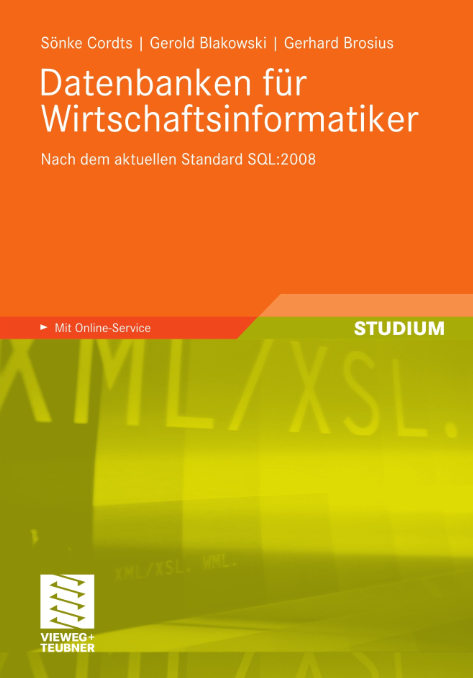 Sönke Cordts | Gerold Blakowski | Gerhard Brosius
Datenbanken für
Wirtschaftsinformatiker
Nach dem aktuellen Standard SQL:2008
► Mit Online-Service
STUDIUM
XML/XSL.
XML/XSL. WML.
VIEWEG+
TEUBNER